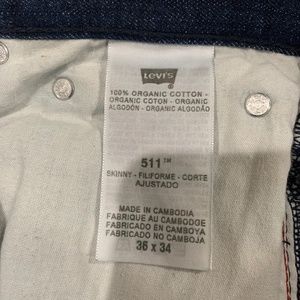 Levi's
100% ORGANIC COTTON -
ORGANIC COTON - ORGANIC
ALGODÓN - ORGANIC ALGODÃO
511™
SKINNY - FILIFORME - CORTE
AJUSTADO
MADE IN CAMBODIA
FABRIQUE AU CAMBODGE
FABRICADO EN CAMBOYA
FABRICADO NO CAMBOJA
36 x 34